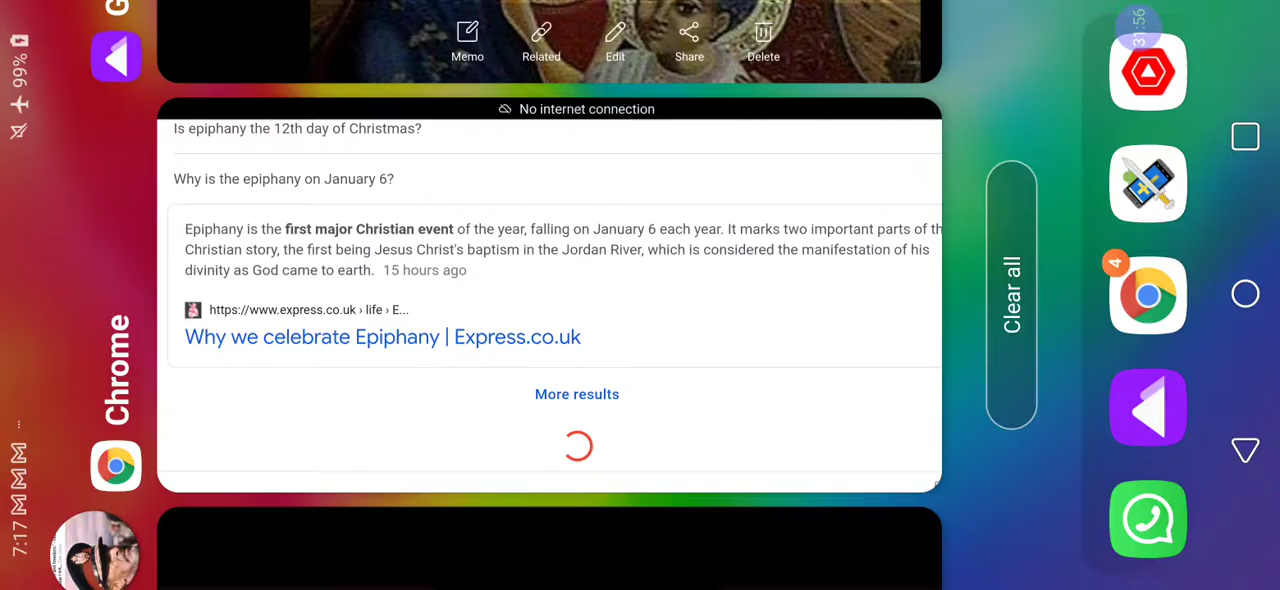 Memo
Related
Edit
Share
Delete
No internet connection
Is epiphany the 12th day of Christmas?
Why is the epiphany on January 6?
Epiphany is the first major Christian event of the year, falling on January 6 each year. It marks two important parts of th
Christian story, the first being Jesus Christ's baptism in the Jordan River, which is considered the manifestation of his
divinity as God came to earth. 15 hours ago
https://www.express.co.uk › life › E...
Why we celebrate Epiphany | Express.co.uk
More results
Chrome
Clear all
7:17
99%
31:56
4
G